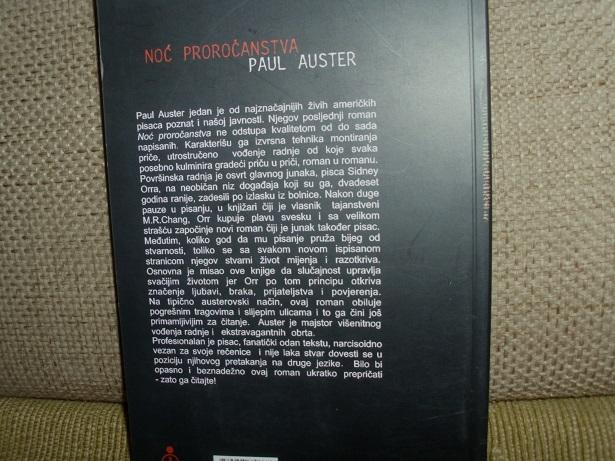 NOĆ PROROČANSTVA
PAUL AUSTER
Paul Auster jedan je od najznačajnijih živih američkih
pisaca poznat i našoj javnosti. Njegov posljednji roman
Noć proročanstva ne odstupa kvalitetom od do sada
napisanih. Karakterišu ga izvrsna tehnika montiranja
priče, utrostručeno vođenje radnje od koje svaka
posebno kulminira gradeći priču u priči, roman u romanu.
Površinska radnja je osvrt glavnog junaka, pisca Sidney
Orra, na neobičan niz događaja koji su ga, dvadeset
godina ranije, zadesili po izlasku iz bolnice. Nakon duge
pauze u pisanju, u knjižari čiji je vlasnik tajanstveni
M.R.Chang, Orr kupuje plavu svesku i sa velikom
strašću započinje novi roman čiji je junak također pisac.
Međutim, koliko god da mu pisanje pruža bijeg od
stvarnosti, toliko se sa svakom novom ispisanom
stranicom njegov stvarni život mijenja i razotkriva.
Osnovna je misao ove knjige da slučajnost upravlja
svačijim životom jer Orr po tom principu otkriva
značenje ljubavi, braka, prijateljstva i povjerenja.
Na tipično austerovski način, ovaj roman obiluje
pogrešnim tragovima i slijepim ulicama i to ga čini još
primamljivijim za čitanje. Auster je majstor višenitnog
vođenja radnje i ekstravagantnih obrta.
Profesionalan je pisac, fanatički odan tekstu, narcisoidno
vezan za svoje rečenice i nije laka stvar dovesti se u
poziciju njihovog pretakanja na druge jezike. Bilo bi
opasno i beznadežno ovaj roman ukratko prepričati
- zato ga čitajte!